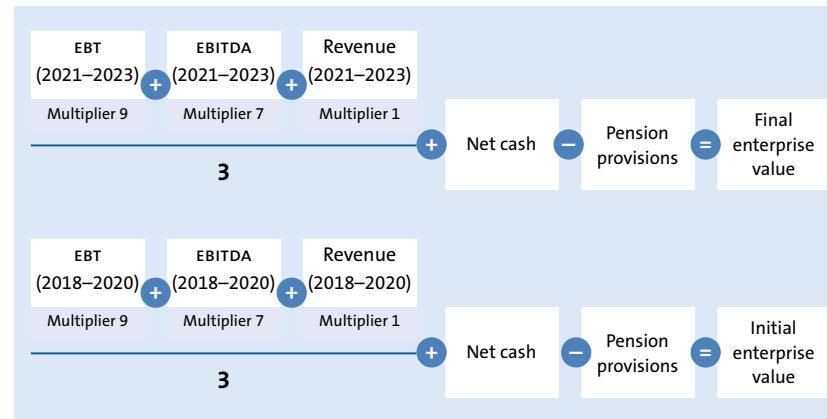 EBT EBITDA Revenue
(2021–2023) + (2021–2023) + (2021–2023)
Multiplier 9 Multiplier 7 Multiplier 1
3
+ Net cash − Pension provisions = Final enterprise value
EBT EBITDA Revenue
(2018–2020) + (2018–2020) + (2018–2020)
Multiplier 9 Multiplier 7 Multiplier 1
3
+ Net cash − Pension provisions = Initial enterprise value